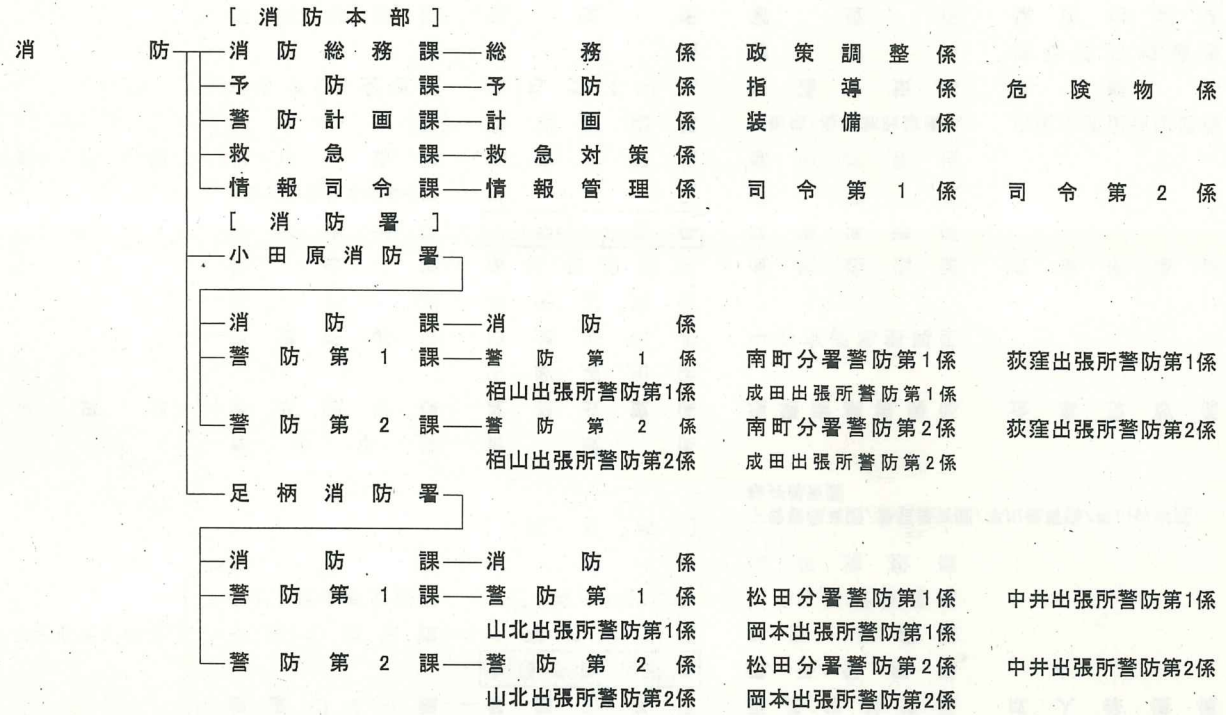 [消防本部]
消防 消防総務課 総務係 政策調整係
予防課 予防係 指導係 危険物係
警防計画課 計画係 装備係
救急課 救急対策係
情報司令課 情報管理係 司令第1係 司令第2係
[消防署]
小田原消防署
消防課 消防係
警防第1課 警防第1係 南町分署警防第1係 荻窪出張所警防第1係
栢山出張所警防第1係 成田出張所警防第1係
警防第2課 警防第2係 南町分署警防第2係 荻窪出張所警防第2係
栢山出張所警防第2係 成田出張所警防第2係
足柄消防署
消防課 消防係
警防第1課 警防第1係 松田分署警防第1係 中井出張所警防第1係
山北出張所警防第1係 岡本出張所警防第1係
警防第2課 警防第2係 松田分署警防第2係 中井出張所警防第2係
山北出張所警防第2係 岡本出張所警防第2係